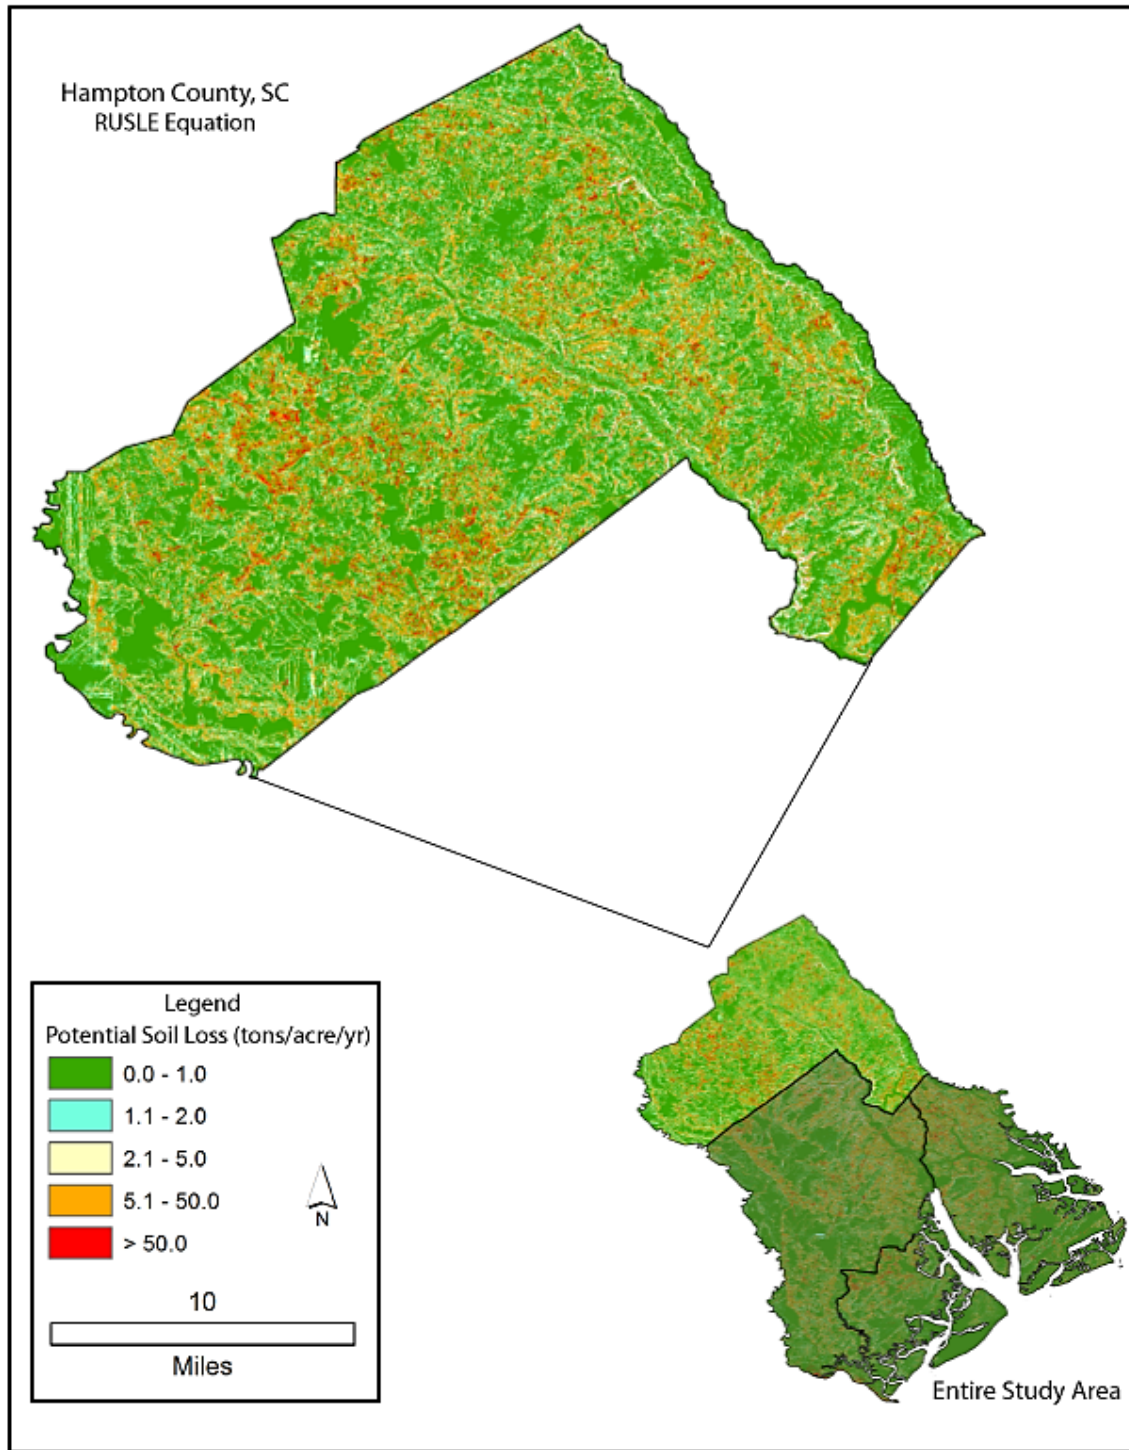 Hampton County, SC
RUSLE Equation
Legend
Potential Soil Loss (tons/acre/yr)
0.0 - 1.0
1.1 - 2.0
2.1 - 5.0
5.1 - 50.0
> 50.0
N
10
Miles
Entire Study Area